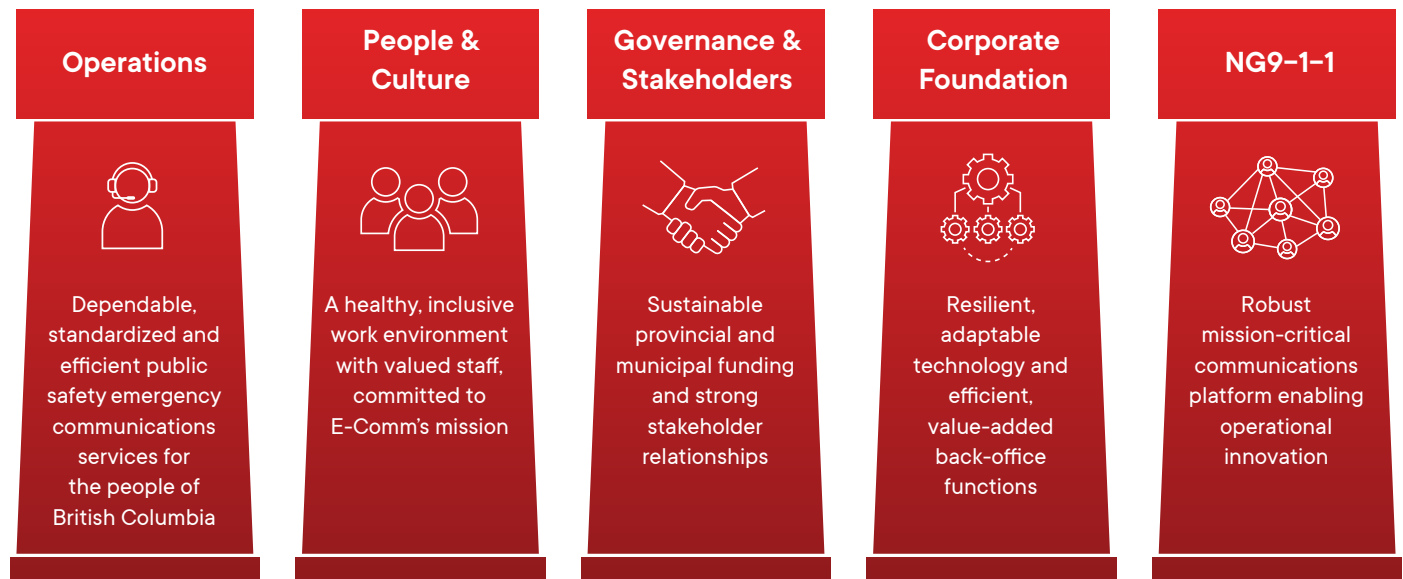 Operations
Dependable,
standardized and
efficient public
safety emergency
communications
services for
the people of
British Columbia
People &
Culture
A healthy, inclusive
work environment
with valued staff,
committed to
E-Comm’s mission
Governance &
Stakeholders
Sustainable
provincial and
municipal funding
and strong
stakeholder
relationships
Corporate
Foundation
Resilient,
adaptable
technology and
efficient,
value-added
back-office
functions
NG9-1-1
Robust
mission-critical
communications
platform enabling
operational
innovation